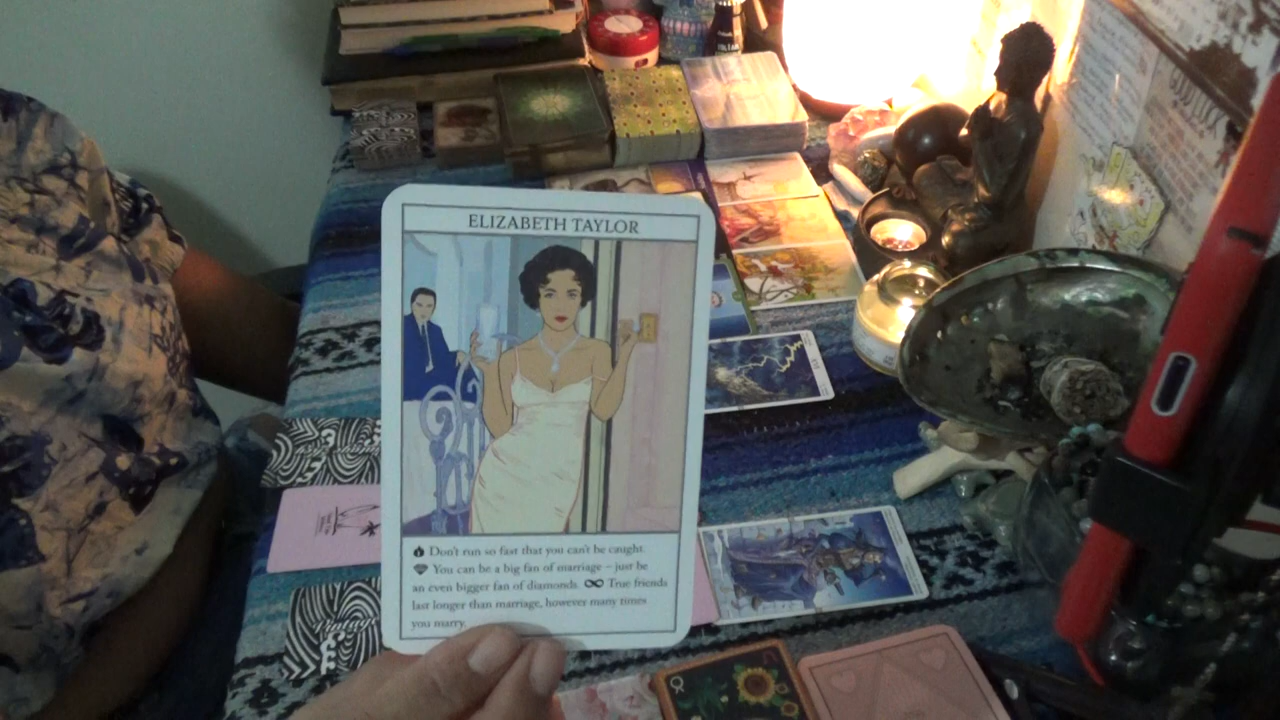 ELIZABETH TAYLOR
Don't run so fast that you can't be caught.
You can be a big fan of marriage – just be
an even bigger fan of diamonds. True friends
last longer than marriage, however many times
you marry.